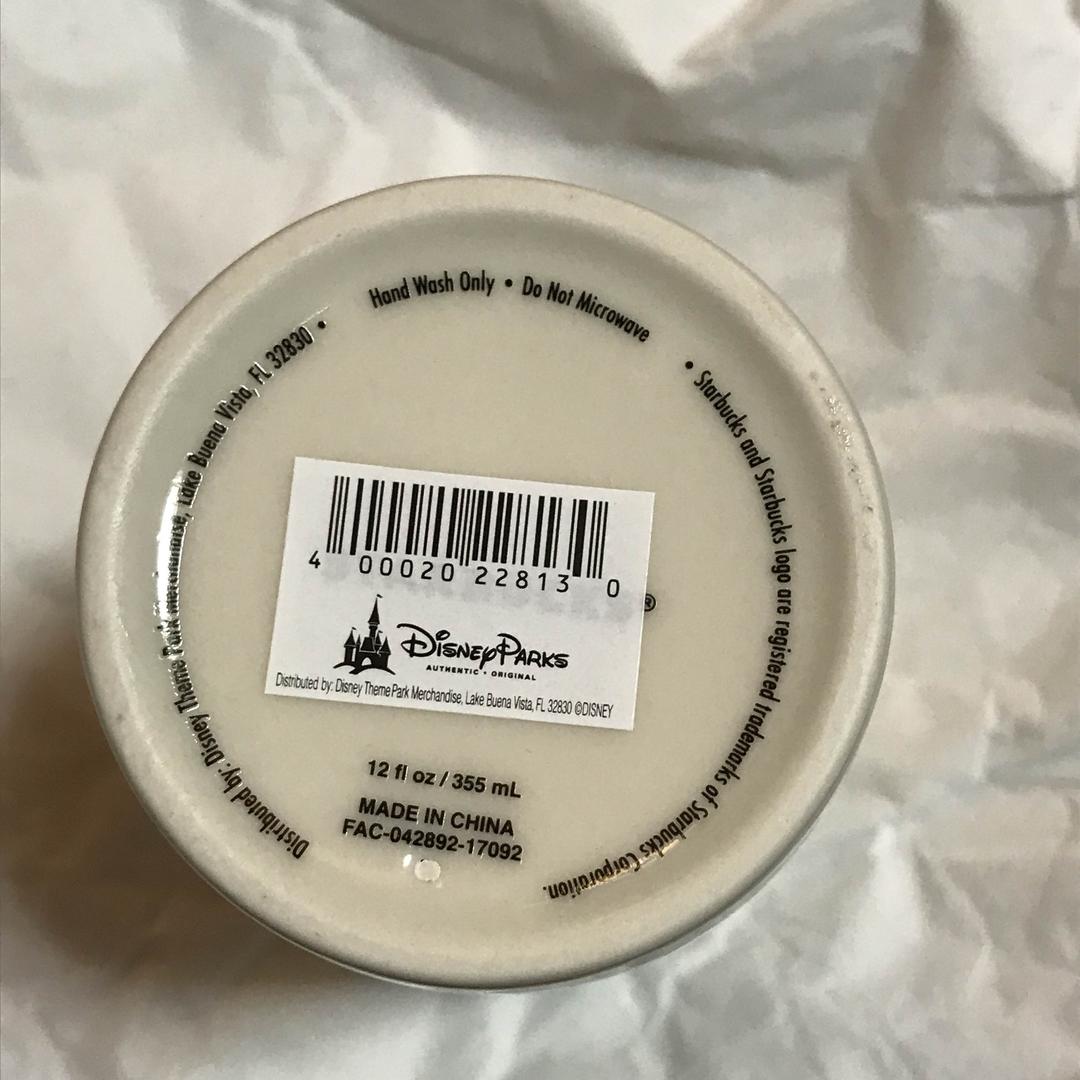 Hand Wash Only • Do Not Microwave
• Starbucks and Starbucks logo are registered trademarks of Starbucks Corporation.
Distributed by: Disney Theme Park Merchandise, Lake Buena Vista, FL 32830 •
4 00020 22813 0
®
Disney Parks
AUTHENTIC • ORIGINAL
Distributed by: Disney Theme Park Merchandise, Lake Buena Vista, FL 32830 ©DISNEY
12 fl oz / 355 mL
MADE IN CHINA
FAC-042892-17092